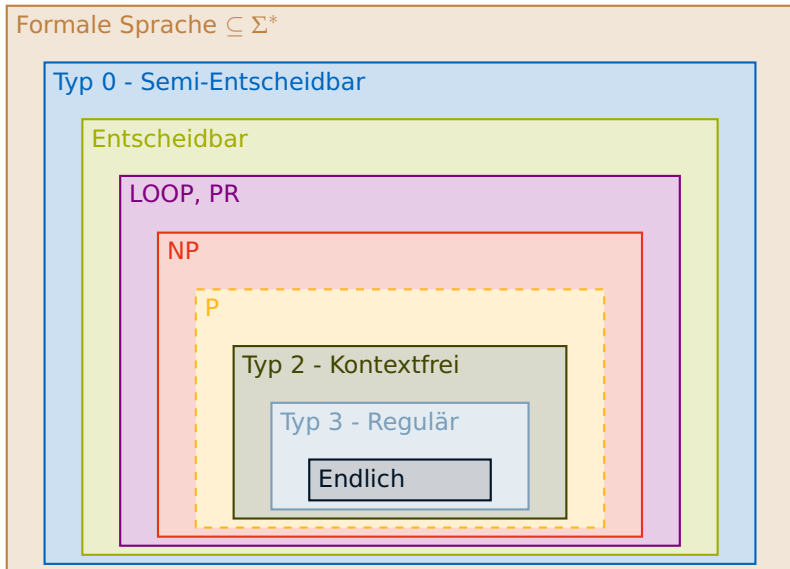 Formale Sprache ⊆ Σ*
Typ 0 - Semi-Entscheidbar
Entscheidbar
LOOP, PR
NP
P
Typ 2 - Kontextfrei
Typ 3 - Regulär
Endlich